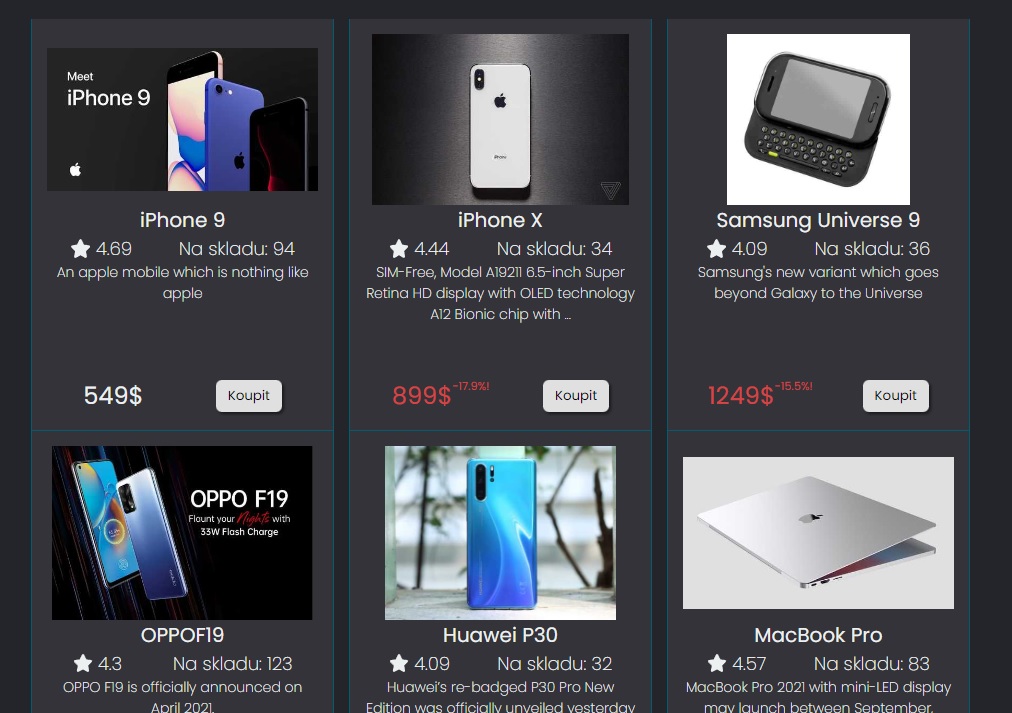 Meet
iPhone 9
iPhone 9
4.69 Na skladu: 94
An apple mobile which is nothing like
apple
549$ Koupit
iPhone
iPhone X
4.44 Na skladu: 34
SIM-Free, Model A19211 6.5-inch Super
Retina HD display with OLED technology
A12 Bionic chip with ...
899$ -17.9%! Koupit
Samsung Universe 9
4.09 Na skladu: 36
Samsung's new variant which goes
beyond Galaxy to the Universe
1249$ -15.5%! Koupit
OPPO F19
Flount your Nights with
33W Flash Charge
OPPOF19
4.3 Na skladu: 123
OPPO F19 is officially announced on
April 2021.
Huawei P30
4.09 Na skladu: 32
Huawei's re-badged P30 Pro New
Edition was officially unveiled yesterday
MacBook Pro
4.57 Na skladu: 83
MacBook Pro 2021 with mini-LED display
may launch between September,